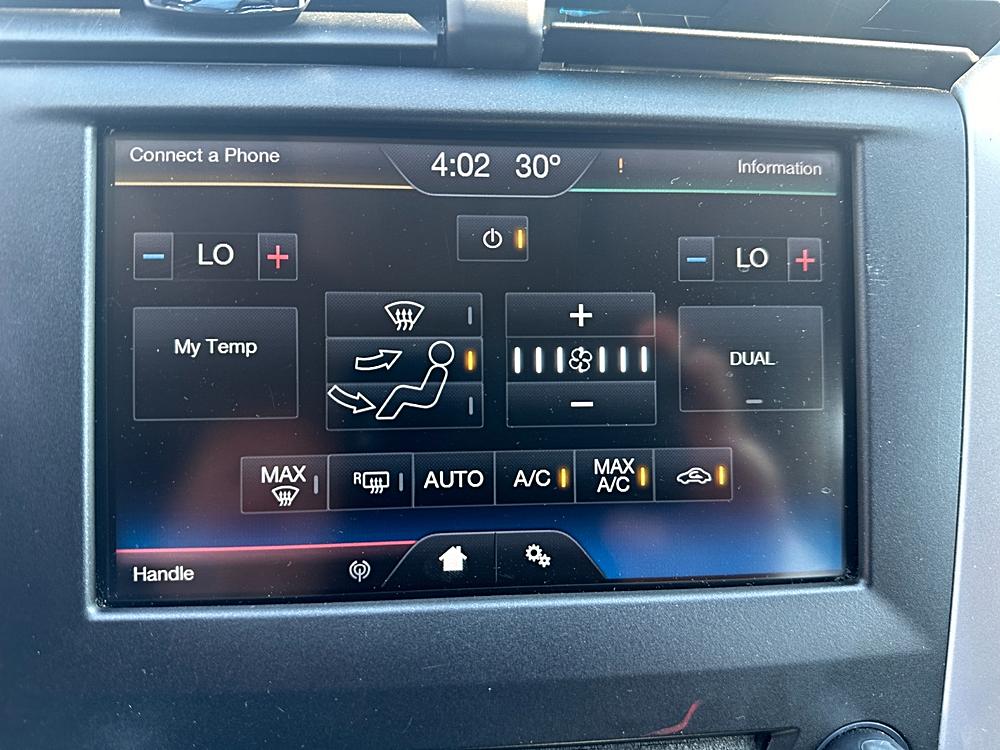 Connect a Phone
4:02 30°
!
Information
− LO +
− LO +
My Temp
+
−
DUAL
MAX
R
AUTO
A/C
MAX
A/C
Handle